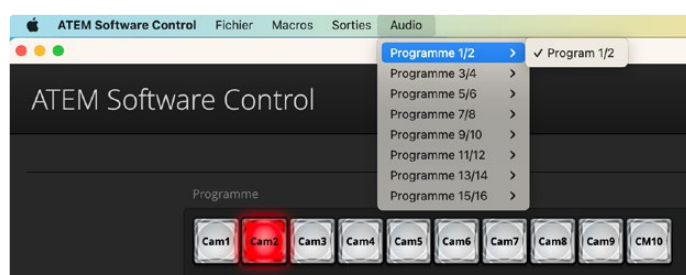 ATEM Software Control Fichier Macros Sorties Audio
Programme 1/2 ✓ Program 1/2
Programme 3/4
Programme 5/6
Programme 7/8
Programme 9/10
Programme 11/12
Programme 13/14
Programme 15/16
ATEM Software Control
Programme
Cam1 Cam2 Cam3 Cam4 Cam5 Cam6 Cam7 Cam8 Cam9 CM10